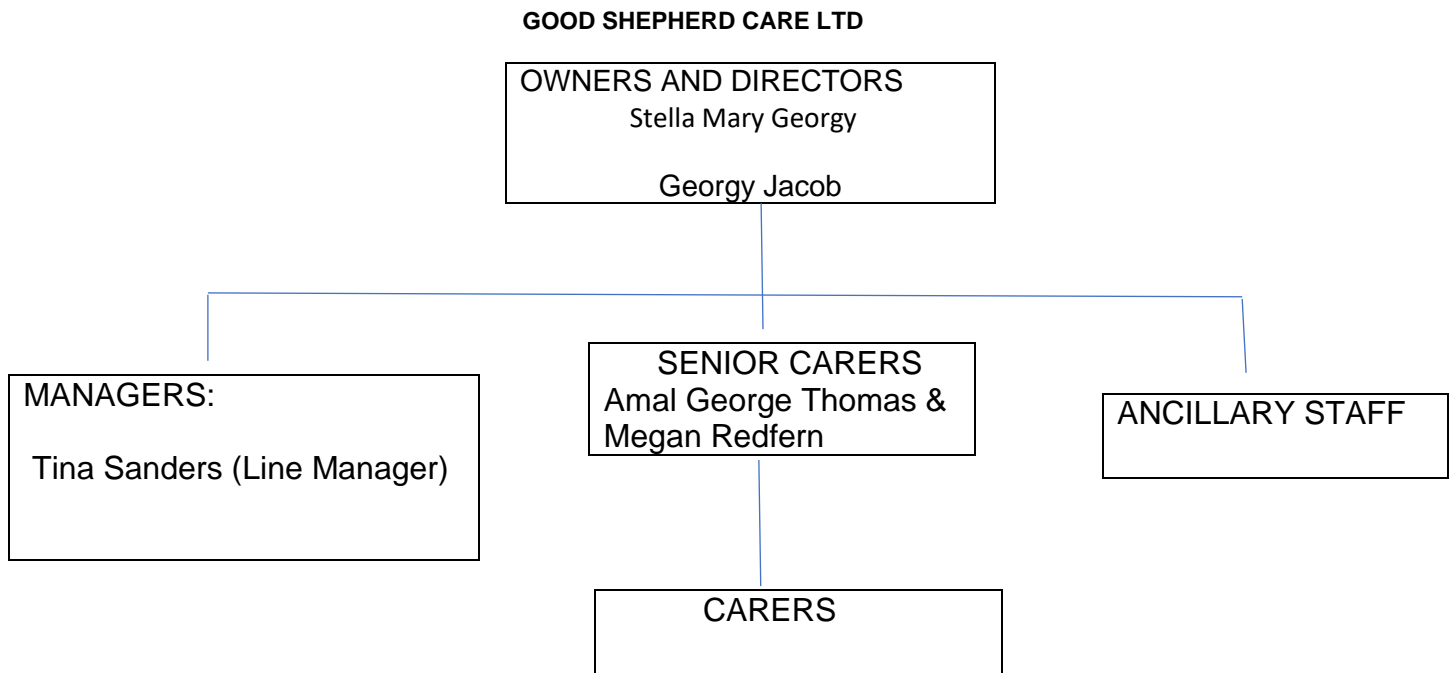 GOOD SHEPHERD CARE LTD
OWNERS AND DIRECTORS
Stella Mary Georgy
Georgy Jacob
MANAGERS:
Tina Sanders (Line Manager)
SENIOR CARERS
Amal George Thomas &
Megan Redfern
ANCILLARY STAFF
CARERS